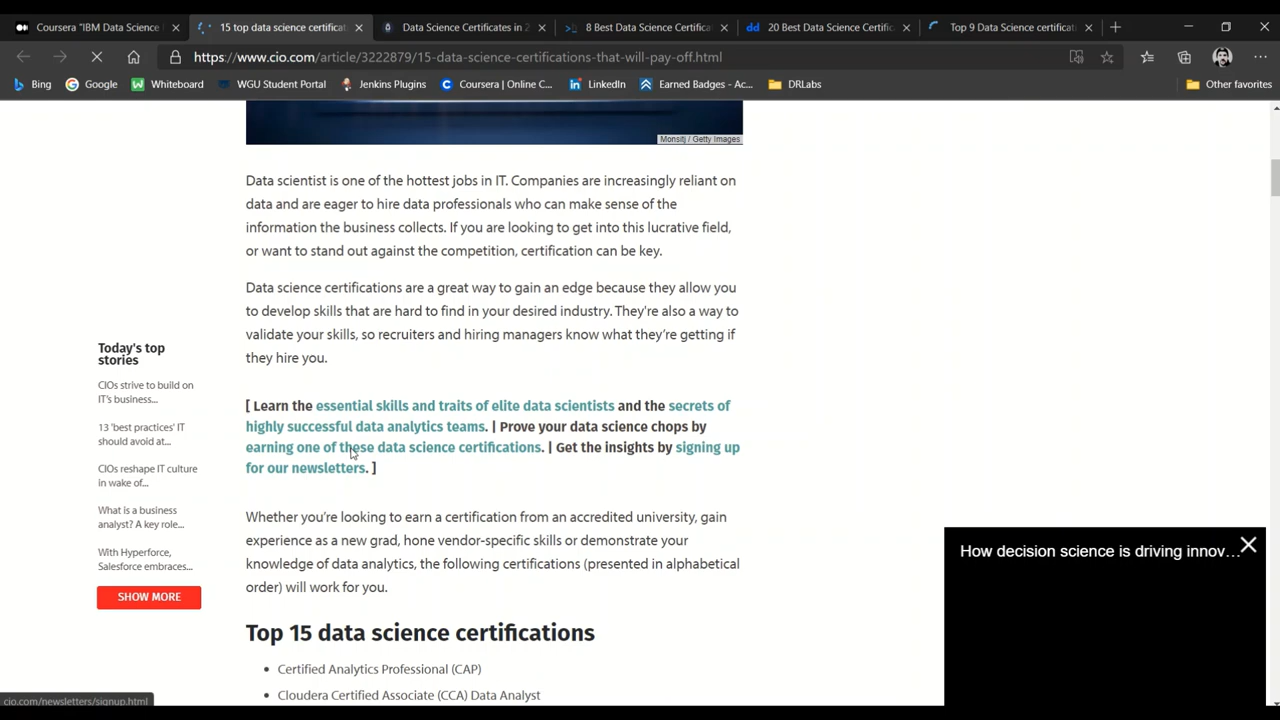 Coursera "IBM Data Science
15 top data science certificat
Data Science Certificates in 2
8 Best Data Science Certificat
20 Best Data Science Certific
Top 9 Data Science certificat
https://www.cio.com/article/3222879/15-data-science-certifications-that-will-pay-off.html
Bing
Google
Whiteboard
WGU Student Portal
Jenkins Plugins
Coursera | Online C...
LinkedIn
Earned Badges - Ac...
DRLabs
Other favorites
Monsitj / Getty Images
Data scientist is one of the hottest jobs in IT. Companies are increasingly reliant on
data and are eager to hire data professionals who can make sense of the
information the business collects. If you are looking to get into this lucrative field,
or want to stand out against the competition, certification can be key.
Data science certifications are a great way to gain an edge because they allow you
to develop skills that are hard to find in your desired industry. They're also a way to
validate your skills, so recruiters and hiring managers know what they're getting if
they hire you.
Today's top
stories
CIOs strive to build on
IT's business...
13 'best practices' IT
should avoid at...
CIOs reshape IT culture
in wake of...
What is a business
analyst? A key role...
With Hyperforce,
Salesforce embraces...
SHOW MORE
[ Learn the essential skills and traits of elite data scientists and the secrets of
highly successful data analytics teams. | Prove your data science chops by
earning one of these data science certifications. | Get the insights by signing up
for our newsletters. ]
Whether you're looking to earn a certification from an accredited university, gain
experience as a new grad, hone vendor-specific skills or demonstrate your
knowledge of data analytics, the following certifications (presented in alphabetical
order) will work for you.
How decision science is driving innov...
Top 15 data science certifications
• Certified Analytics Professional (CAP)
• Cloudera Certified Associate (CCA) Data Analyst
cio.com/newsletters/signup.html